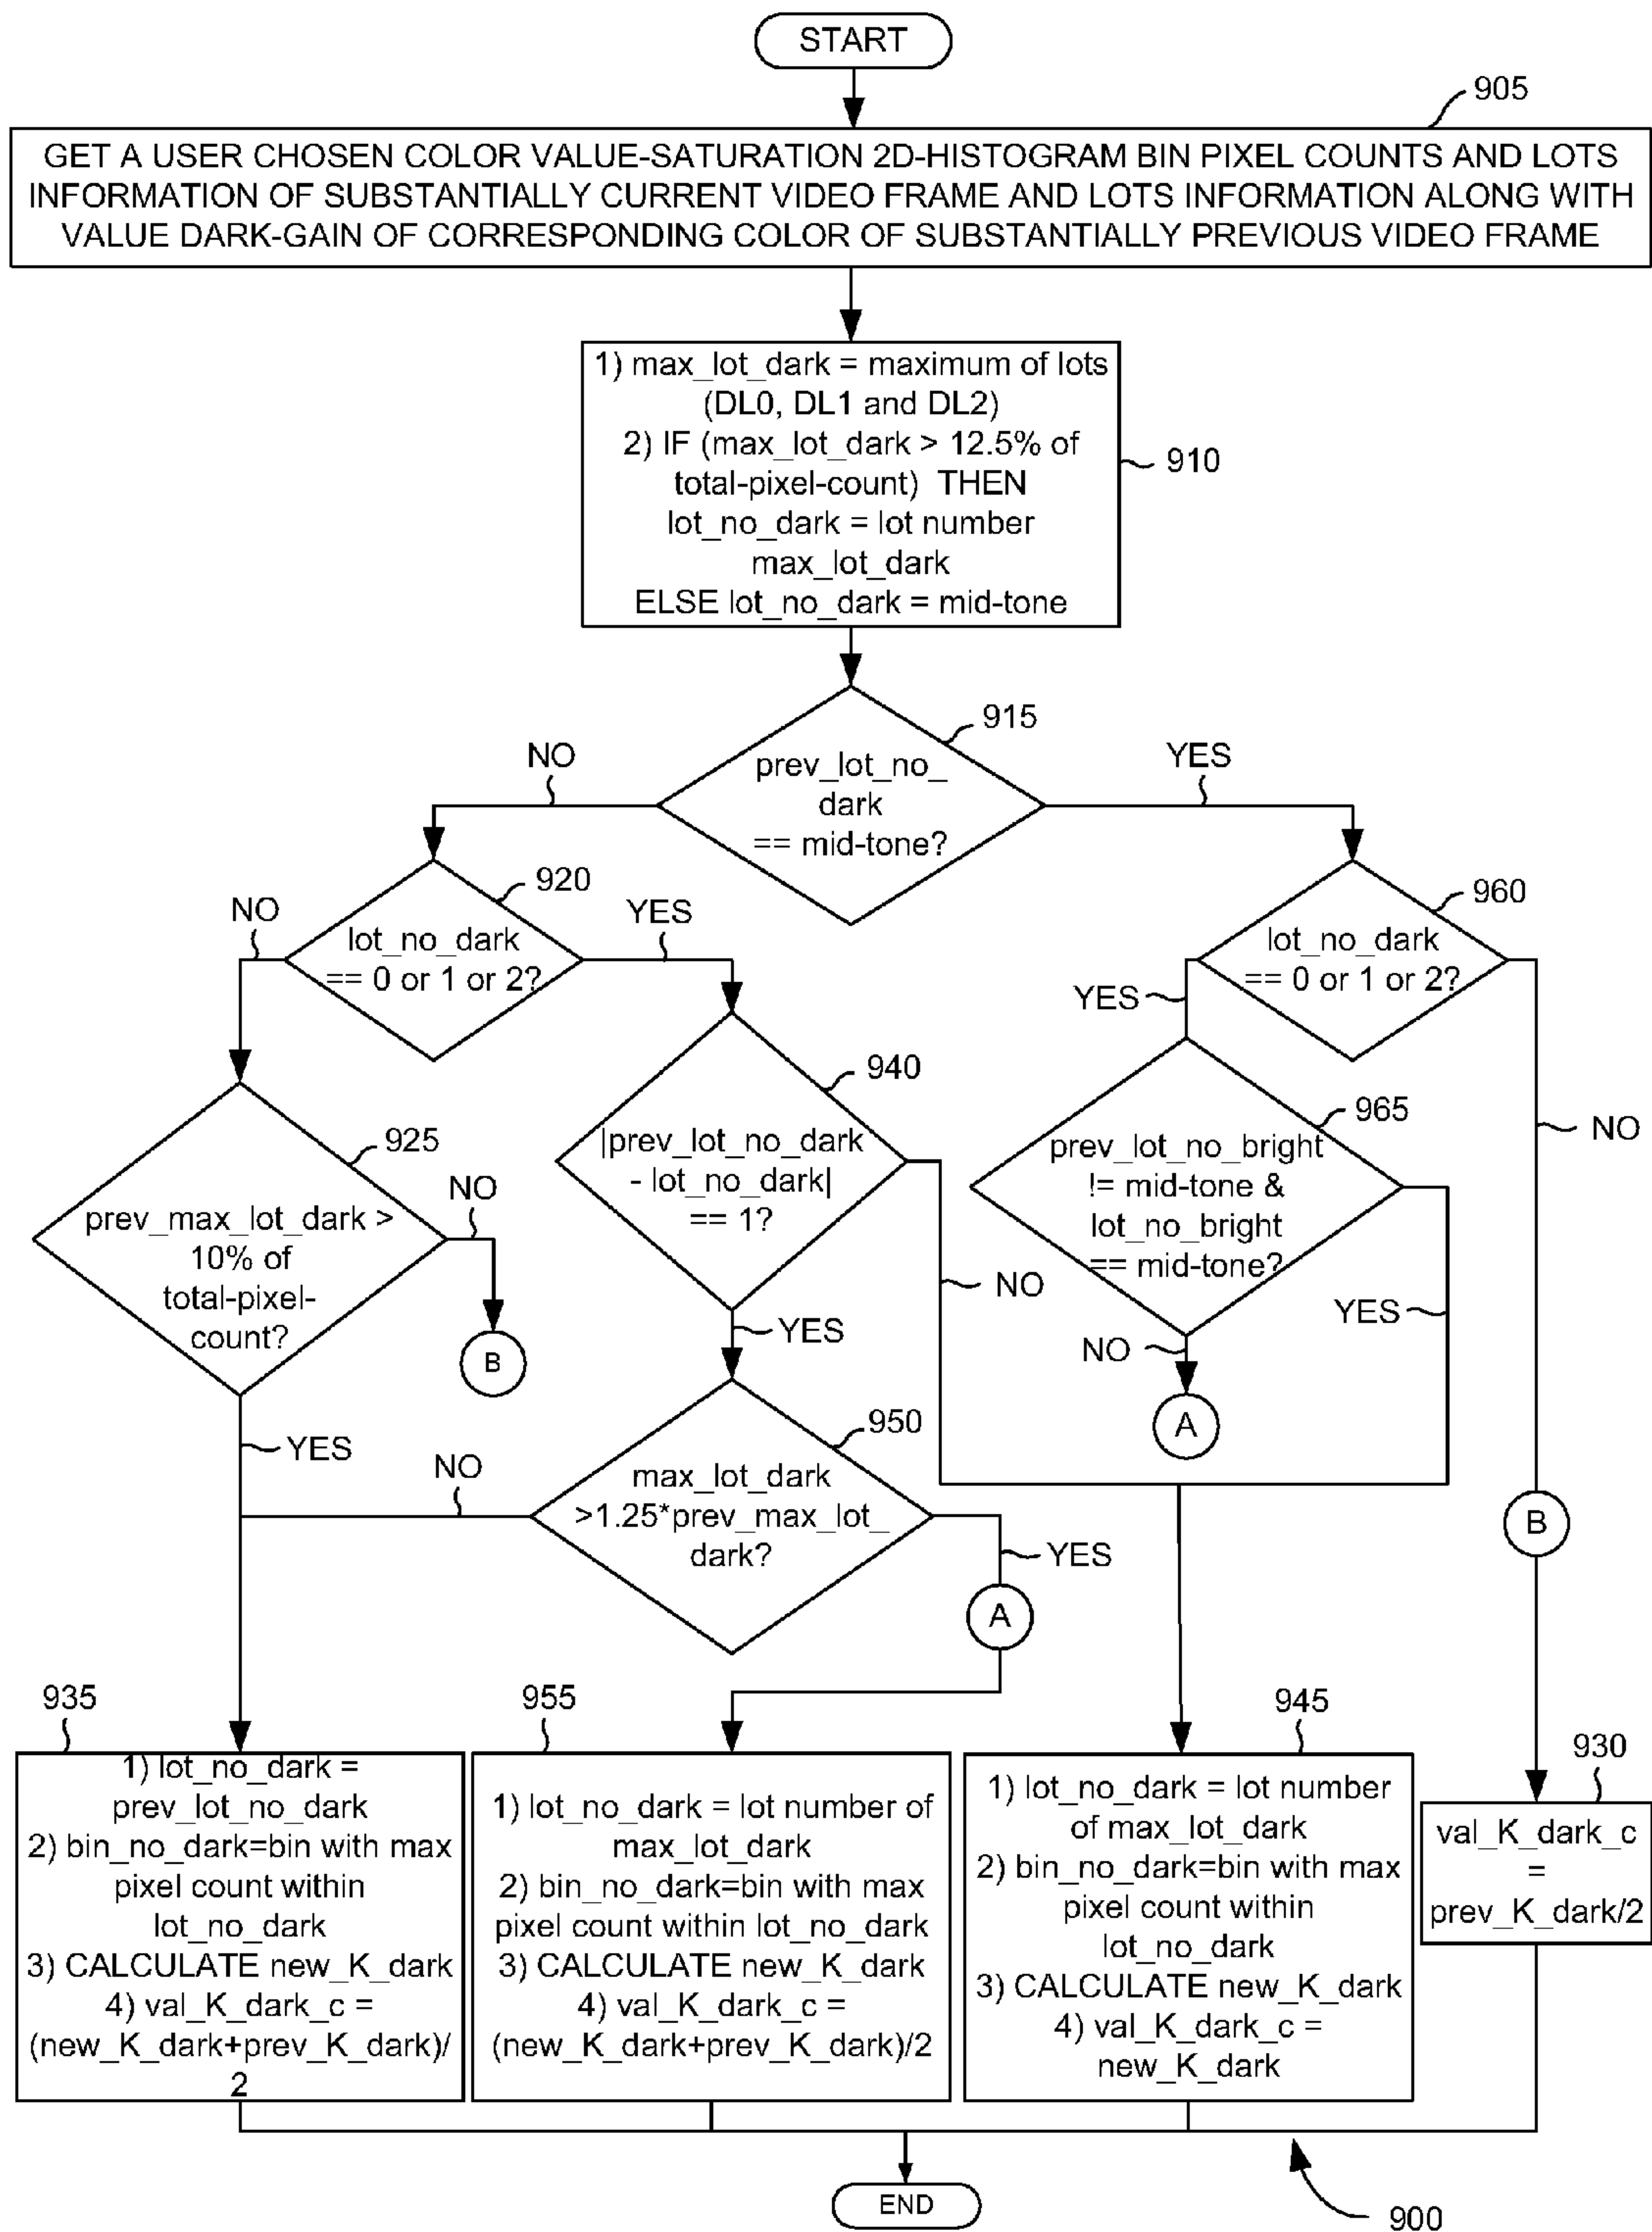 START
905
GET A USER CHOSEN COLOR VALUE-SATURATION 2D-HISTOGRAM BIN PIXEL COUNTS AND LOTS
INFORMATION OF SUBSTANTIALLY CURRENT VIDEO FRAME AND LOTS INFORMATION ALONG WITH
VALUE DARK-GAIN OF CORRESPONDING COLOR OF SUBSTANTIALLY PREVIOUS VIDEO FRAME
1) max_lot_dark = maximum of lots
(DL0, DL1 and DL2)
2) IF (max_lot_dark > 12.5% of
total-pixel-count) THEN
lot_no_dark = lot number
max_lot_dark
ELSE lot_no_dark = mid-tone
910
915
prev_lot_no_
dark
== mid-tone?
NO
YES
920
lot_no_dark
== 0 or 1 or 2?
NO
YES
960
lot_no_dark
== 0 or 1 or 2?
YES
NO
925
prev_max_lot_dark >
10% of
total-pixel-
count?
NO
B
YES
940
|prev_lot_no_dark
- lot_no_dark|
== 1?
NO
YES
965
prev_lot_no_bright
!= mid-tone &
lot_no_bright
== mid-tone?
YES
NO
A
950
max_lot_dark
>1.25*prev_max_lot_
dark?
NO
YES
A
B
935
1) lot_no_dark =
prev_lot_no_dark
2) bin_no_dark=bin with max
pixel count within
lot_no_dark
3) CALCULATE new_K_dark
4) val_K_dark_c =
(new_K_dark+prev_K_dark)/
2
955
1) lot_no_dark = lot number of
max_lot_dark
2) bin_no_dark=bin with max
pixel count within lot_no_dark
3) CALCULATE new_K_dark
4) val_K_dark_c =
(new_K_dark+prev_K_dark)/2
945
1) lot_no_dark = lot number
of max_lot_dark
2) bin_no_dark=bin with max
pixel count within
lot_no_dark
3) CALCULATE new_K_dark
4) val_K_dark_c =
new_K_dark
930
val_K_dark_c
=
prev_K_dark/2
END
900